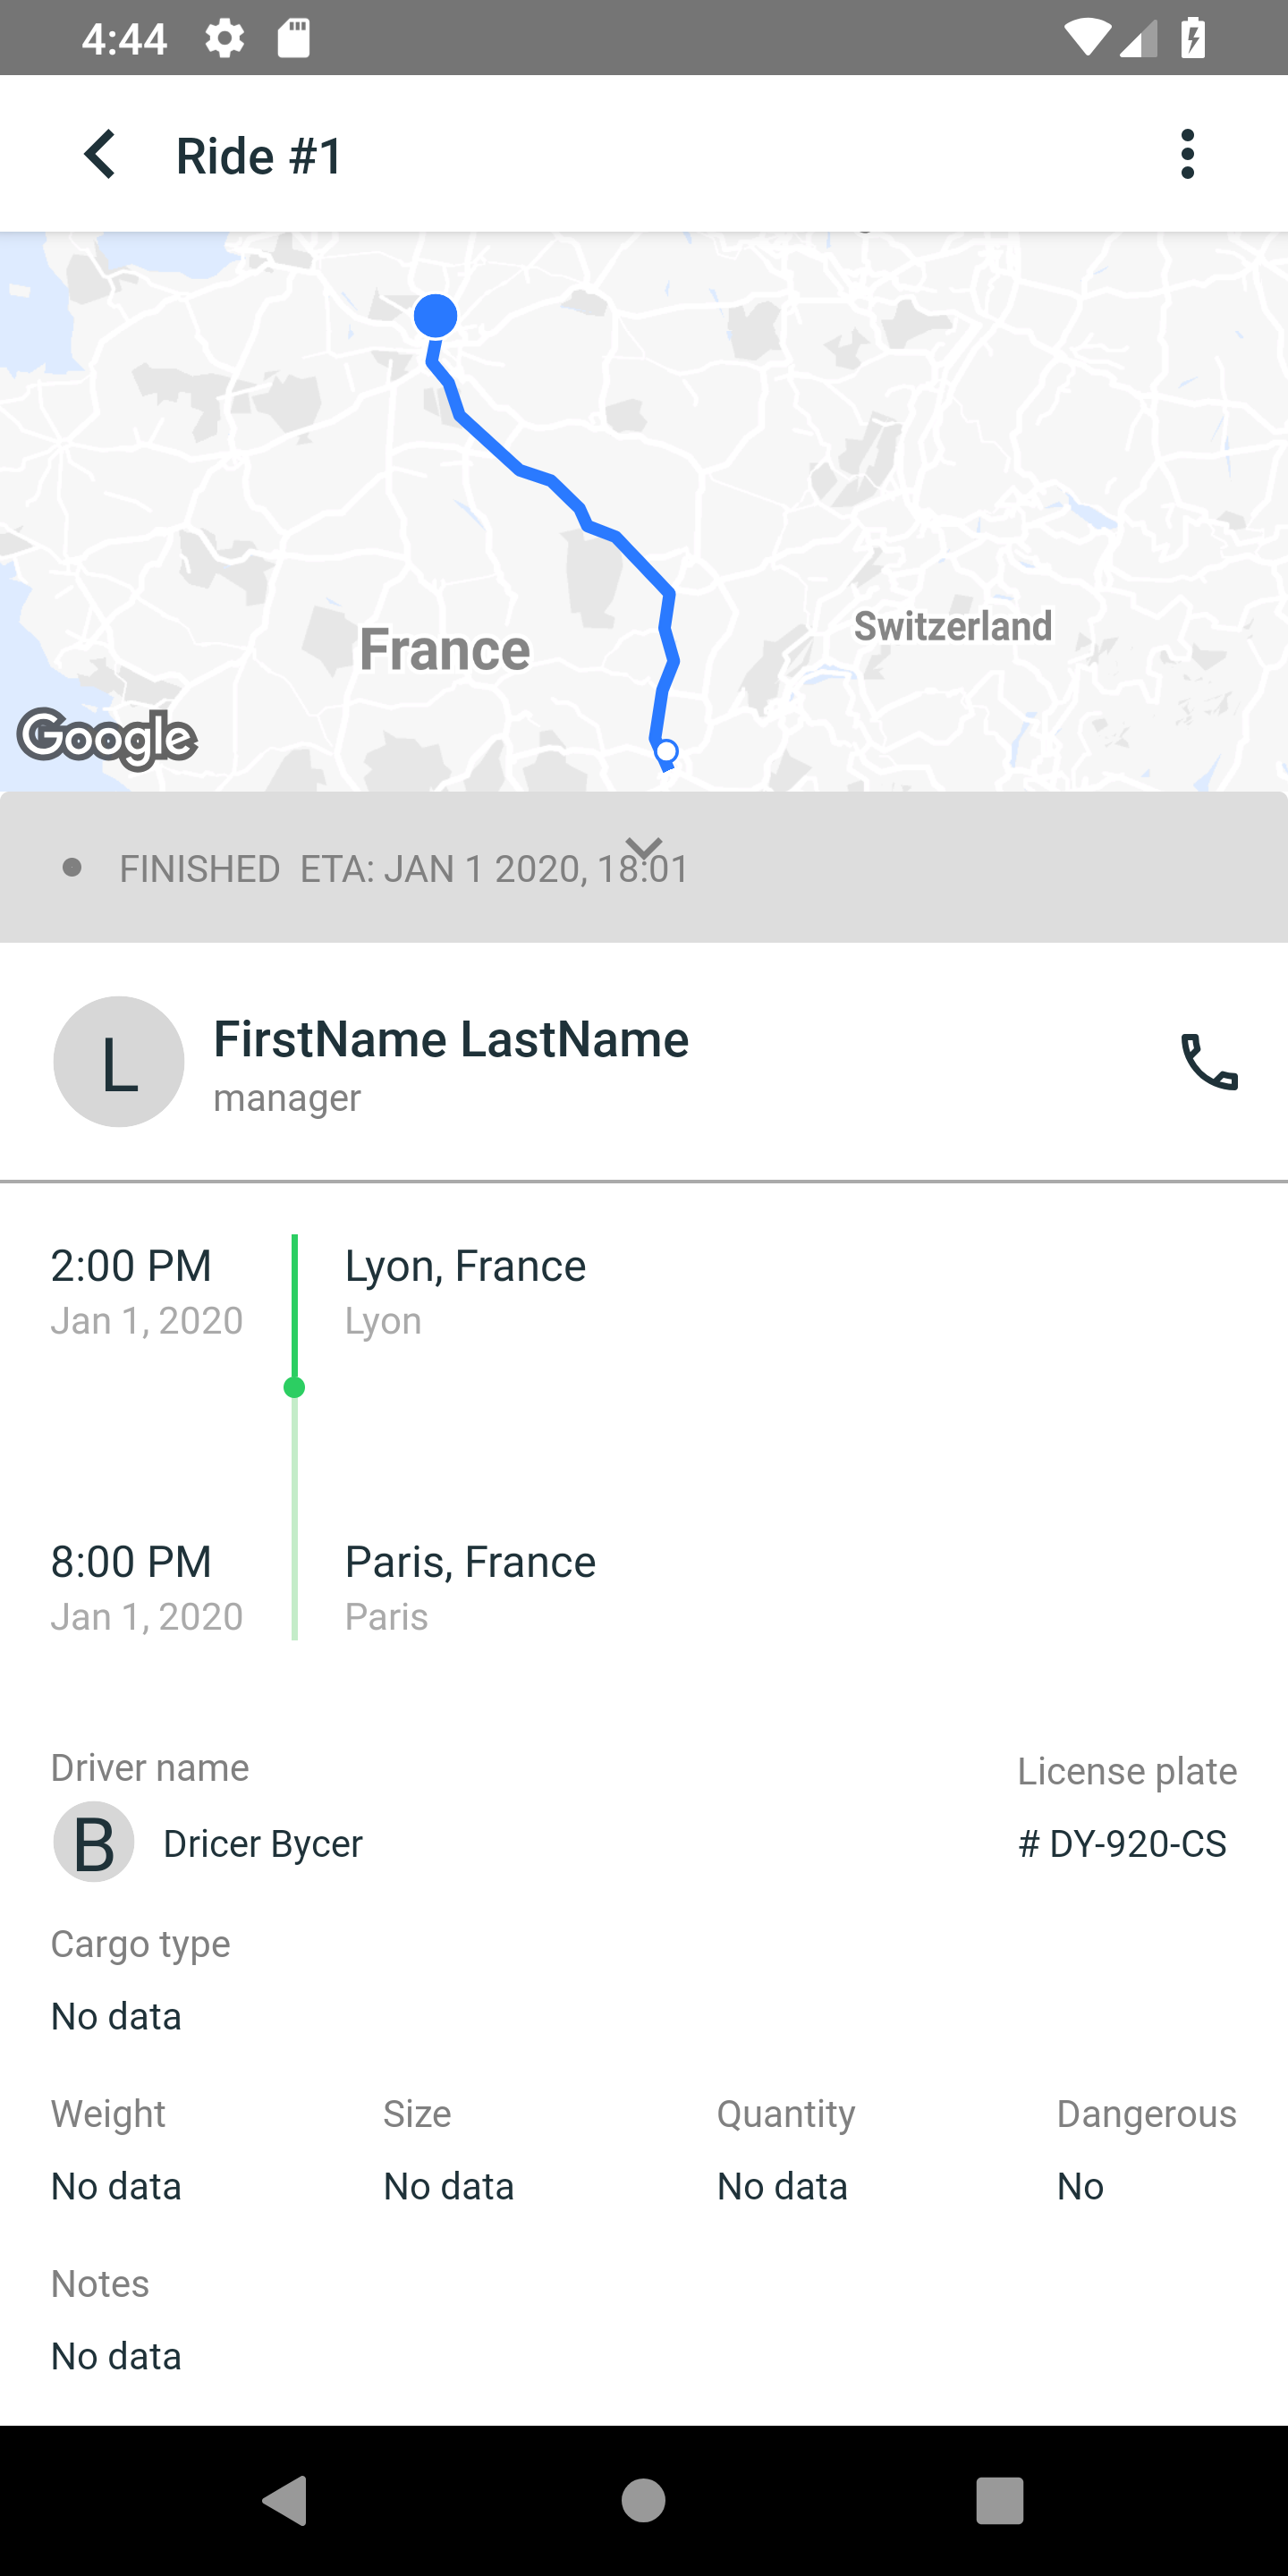 4:44
Ride #1
France
Switzerland
Google
FINISHED ETA: JAN 1 2020, 18:01
L
FirstName LastName
manager
2:00 PM
Lyon, France
Jan 1, 2020
Lyon
8:00 PM
Paris, France
Jan 1, 2020
Paris
Driver name
License plate
B
Dricer Bycer
# DY-920-CS
Cargo type
No data
Weight
Size
Quantity
Dangerous
No data
No data
No data
No
Notes
No data